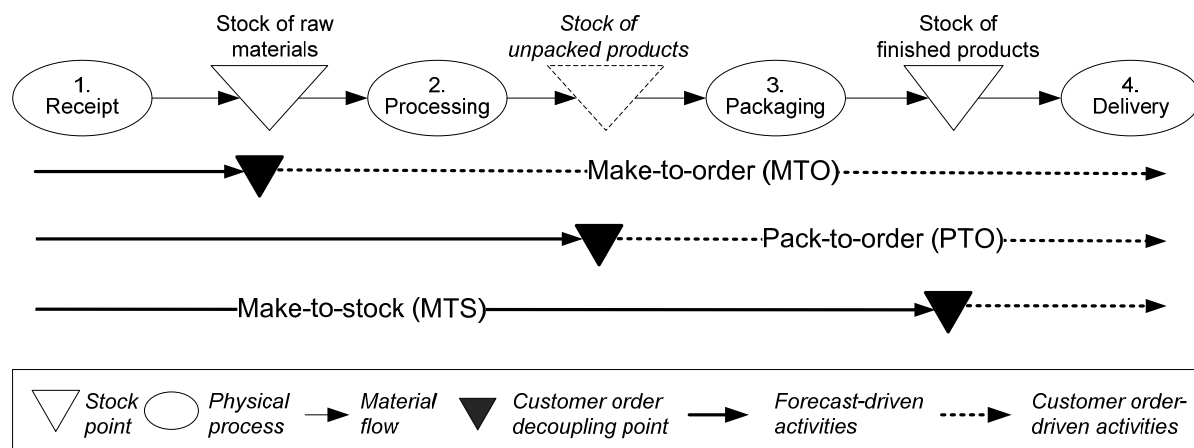 Stock of raw
materials
Stock of
unpacked products
Stock of
finished products
1.
Receipt
2.
Processing
3.
Packaging
4.
Delivery
Make-to-order (MTO)
Pack-to-order (PTO)
Make-to-stock (MTS)
Stock
point
Physical
process
Material
flow
Customer order
decoupling point
Forecast-driven
activities
Customer order-
driven activities